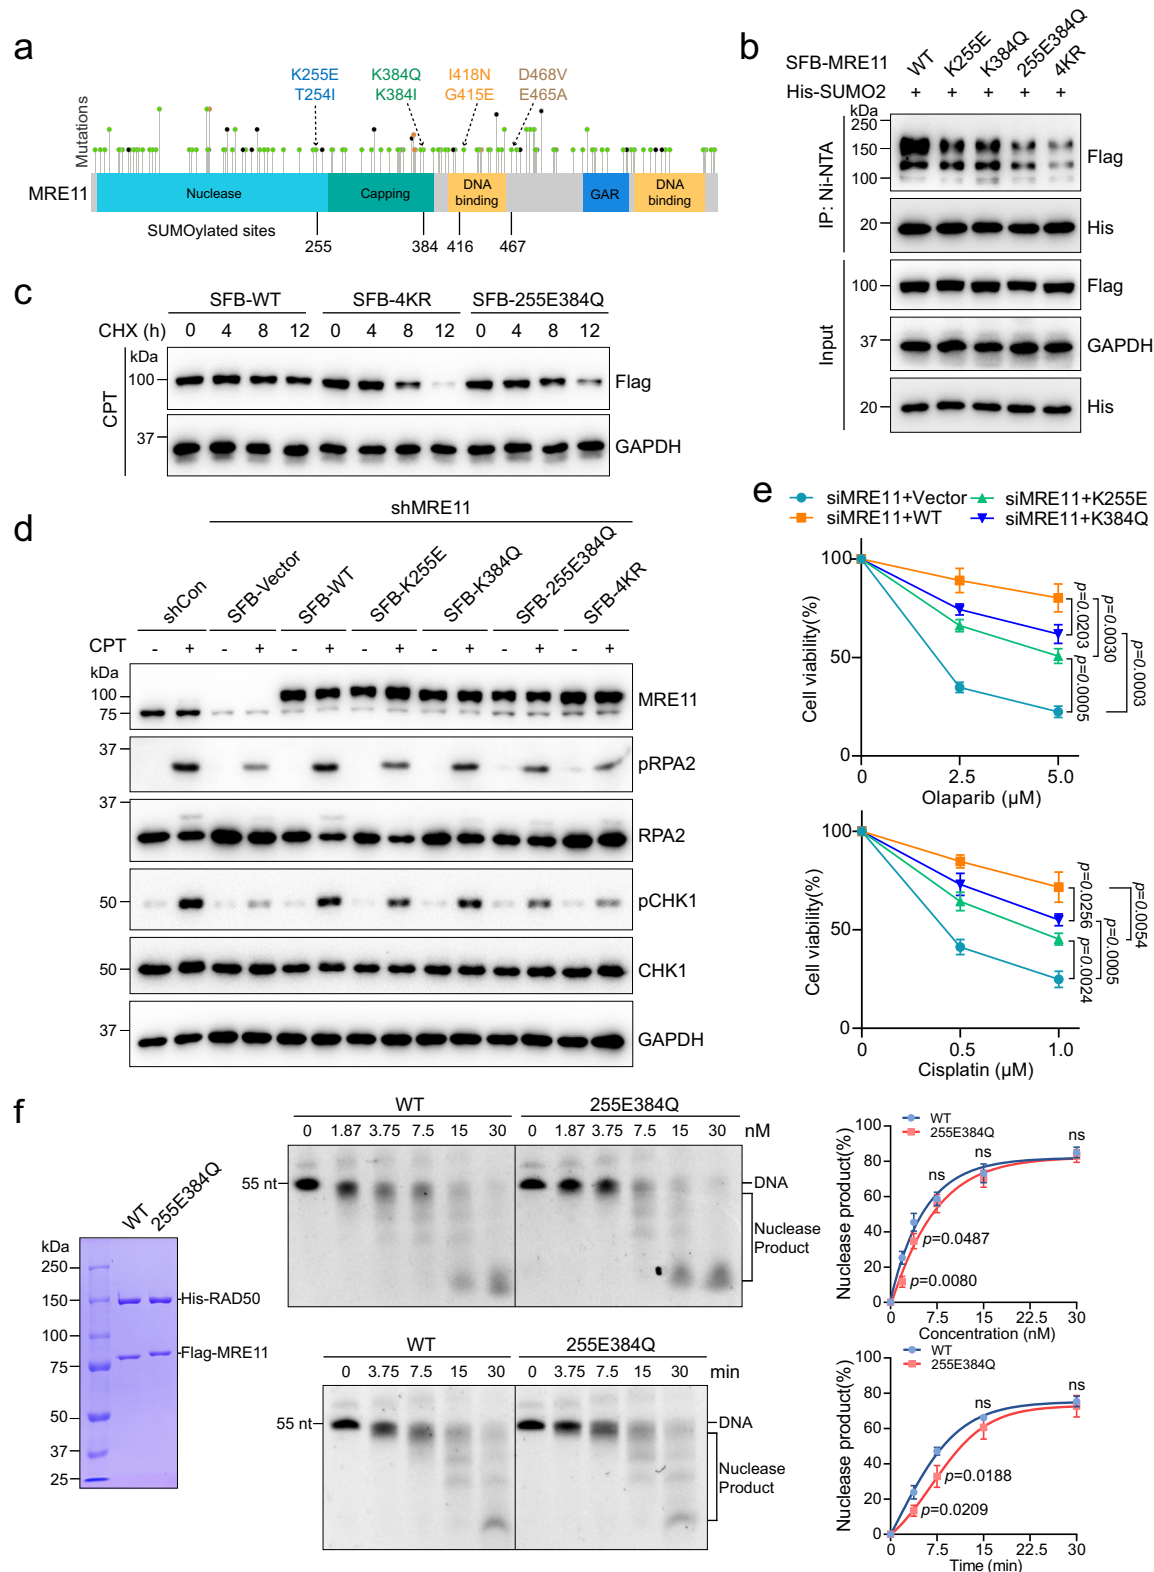 a
K255E K384Q I418N D468V
T254I K384I G415E E465A
Mutations
MRE11
Nuclease
Capping
DNA binding
GAR
DNA binding
SUMOylated sites
255 384 416 467
b
SFB-MRE11 WT K255E K384Q 255E384Q 4KR
His-SUMO2 + + + + +
kDa
250
150
100
Flag
20
His
IP: Ni-NTA
100
Flag
37
GAPDH
20
His
Input
c
SFB-WT SFB-4KR SFB-255E384Q
CHX (h) 0 4 8 12 0 4 8 12 0 4 8 12
kDa
100
Flag
37
GAPDH
CPT
d
shMRE11
shCon SFB-Vector SFB-WT SFB-K255E SFB-K384Q SFB-255E384Q SFB-4KR
CPT - + - + - + - + - + - + - +
kDa
100
75
MRE11
37
pRPA2
37
RPA2
50
pCHK1
50
CHK1
37
GAPDH
e
siMRE11+Vector siMRE11+K255E
siMRE11+WT siMRE11+K384Q
Cell viability(%)
100
50
0
0 2.5 5.0
Olaparib (µM)
p=0.0203
p=0.0030
p=0.0005
p=0.0003
Cell viability(%)
100
50
0
0 0.5 1.0
Cisplatin (µM)
p=0.0256
p=0.0054
p=0.0024
p=0.0005
f
WT 255E384Q
kDa
250
150
100
75
50
37
25
His-RAD50
Flag-MRE11
WT 255E384Q
0 1.87 3.75 7.5 15 30 0 1.87 3.75 7.5 15 30 nM
55 nt
DNA
Nuclease
Product
WT 255E384Q
0 3.75 7.5 15 30 0 3.75 7.5 15 30 min
55 nt
DNA
Nuclease
Product
WT
255E384Q
Nuclease product(%)
100
80
60
40
20
0
ns
ns
ns
p=0.0487
p=0.0080
0 7.5 15 22.5 30
Concentration (nM)
WT
255E384Q
Nuclease product(%)
100
80
60
40
20
0
ns
ns
p=0.0188
p=0.0209
0 7.5 15 22.5 30
Time (min)